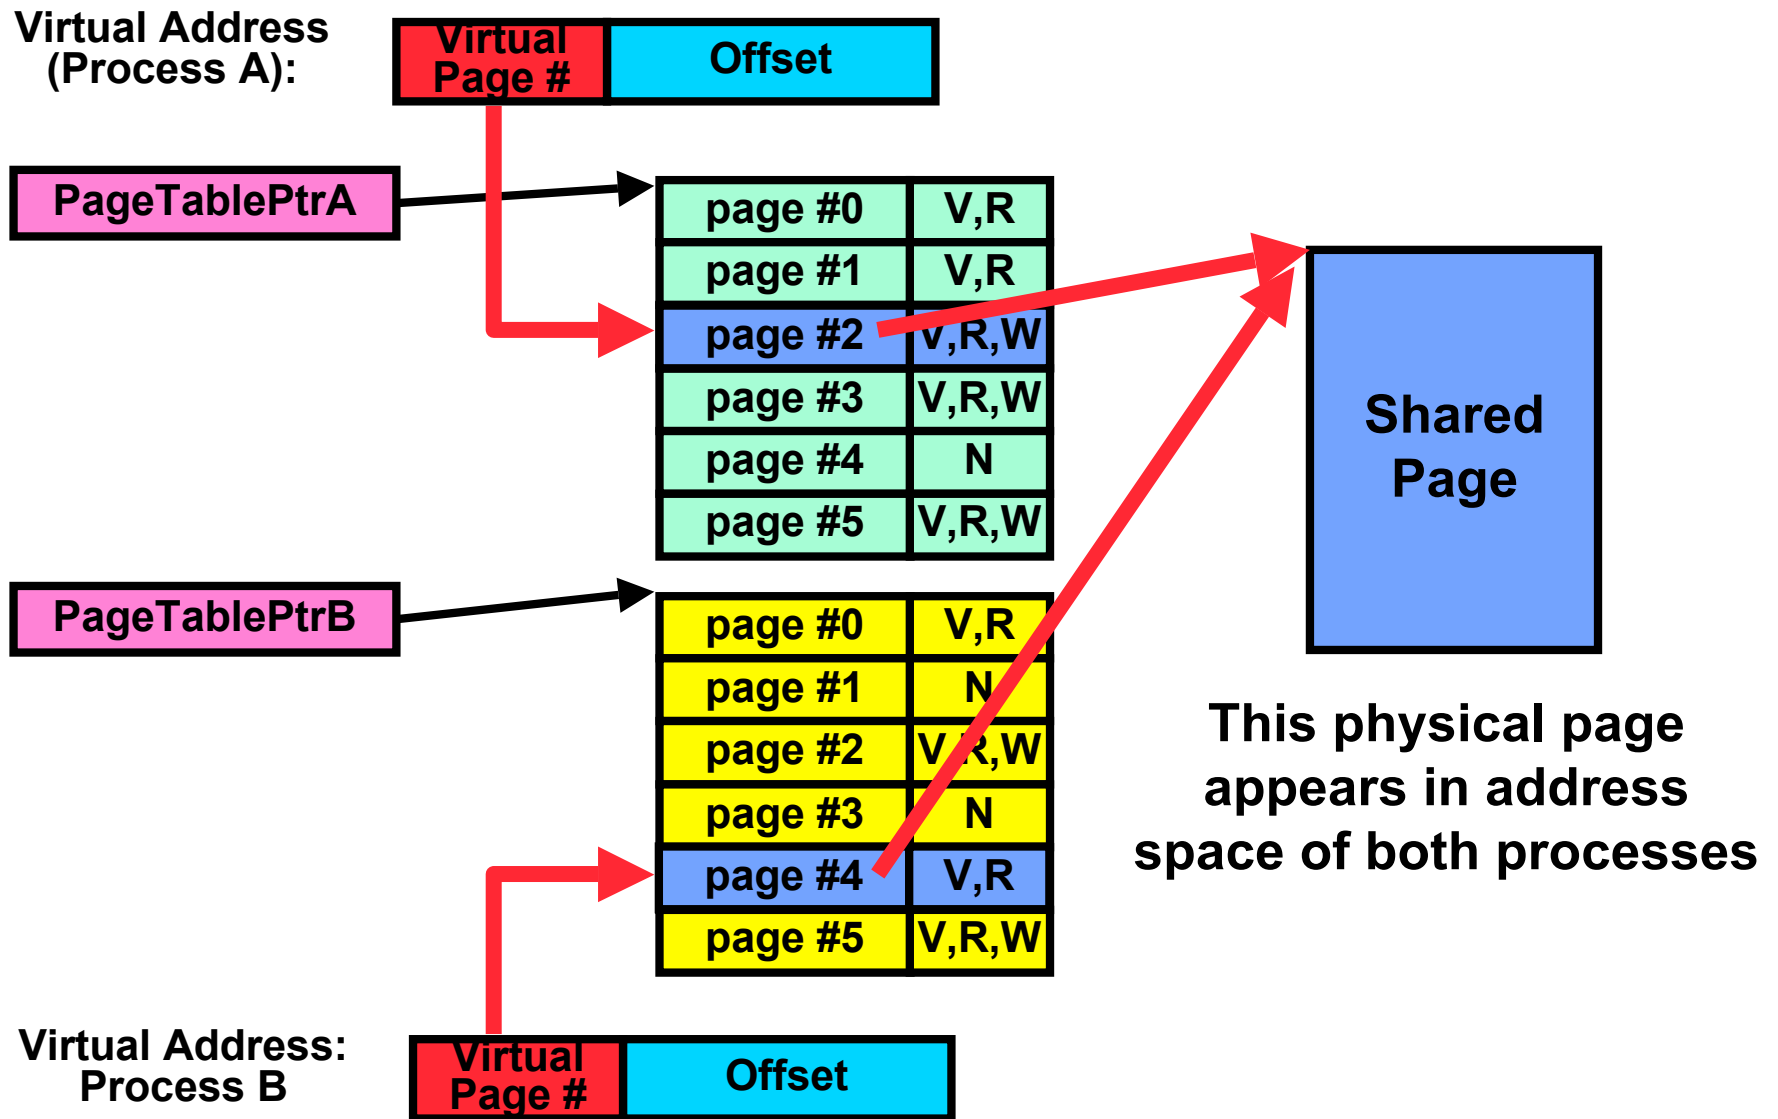 Virtual Address
(Process A):
Virtual
Page #
Offset
PageTablePtrA
page #0 V,R
page #1 V,R
page #2 V,R,W
page #3 V,R,W
page #4 N
page #5 V,R,W
Shared
Page
PageTablePtrB
page #0 V,R
page #1 N
page #2 V,R,W
page #3 N
page #4 V,R
page #5 V,R,W
This physical page
appears in address
space of both processes
Virtual Address:
Process B
Virtual
Page #
Offset